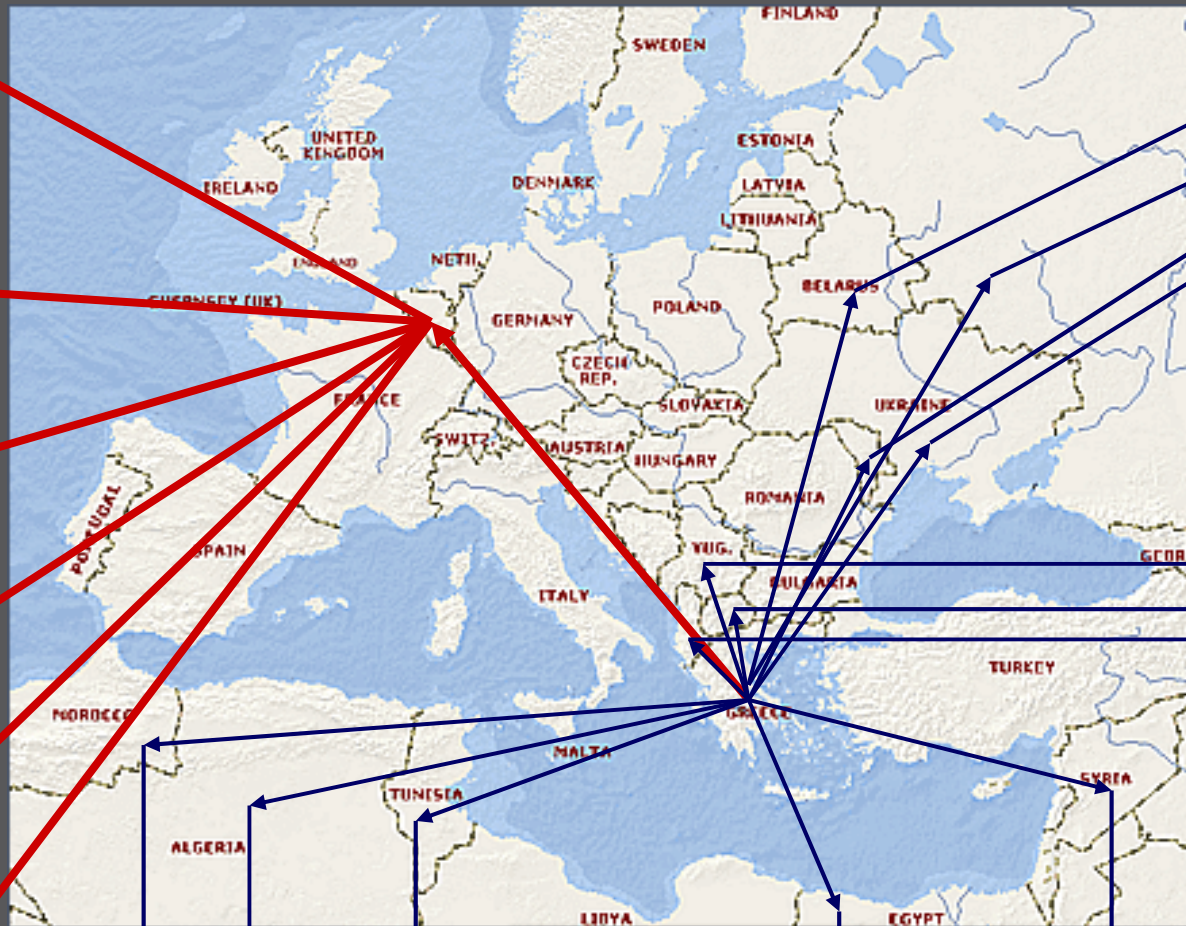 FINLAND
SWEDEN
UNITED
KINGDOM
ESTONIA
IRELAND
DENMARK
LATVIA
LITHUANIA
NETH.
ENGLAND
BELARUS
GUERNSEY (UK)
POLAND
GERMANY
CZECH
REP.
FRANCE
SLOVAKIA
UKRAINE
SWITZ.
AUSTRIA
HUNGARY
ROMANIA
PORTUGAL
SPAIN
YUG.
GEOR
BULGARIA
ITALY
TURKEY
MOROCCO
GREECE
MALTA
SYRIA
TUNISIA
ALGERIA
LIBYA
EGYPT